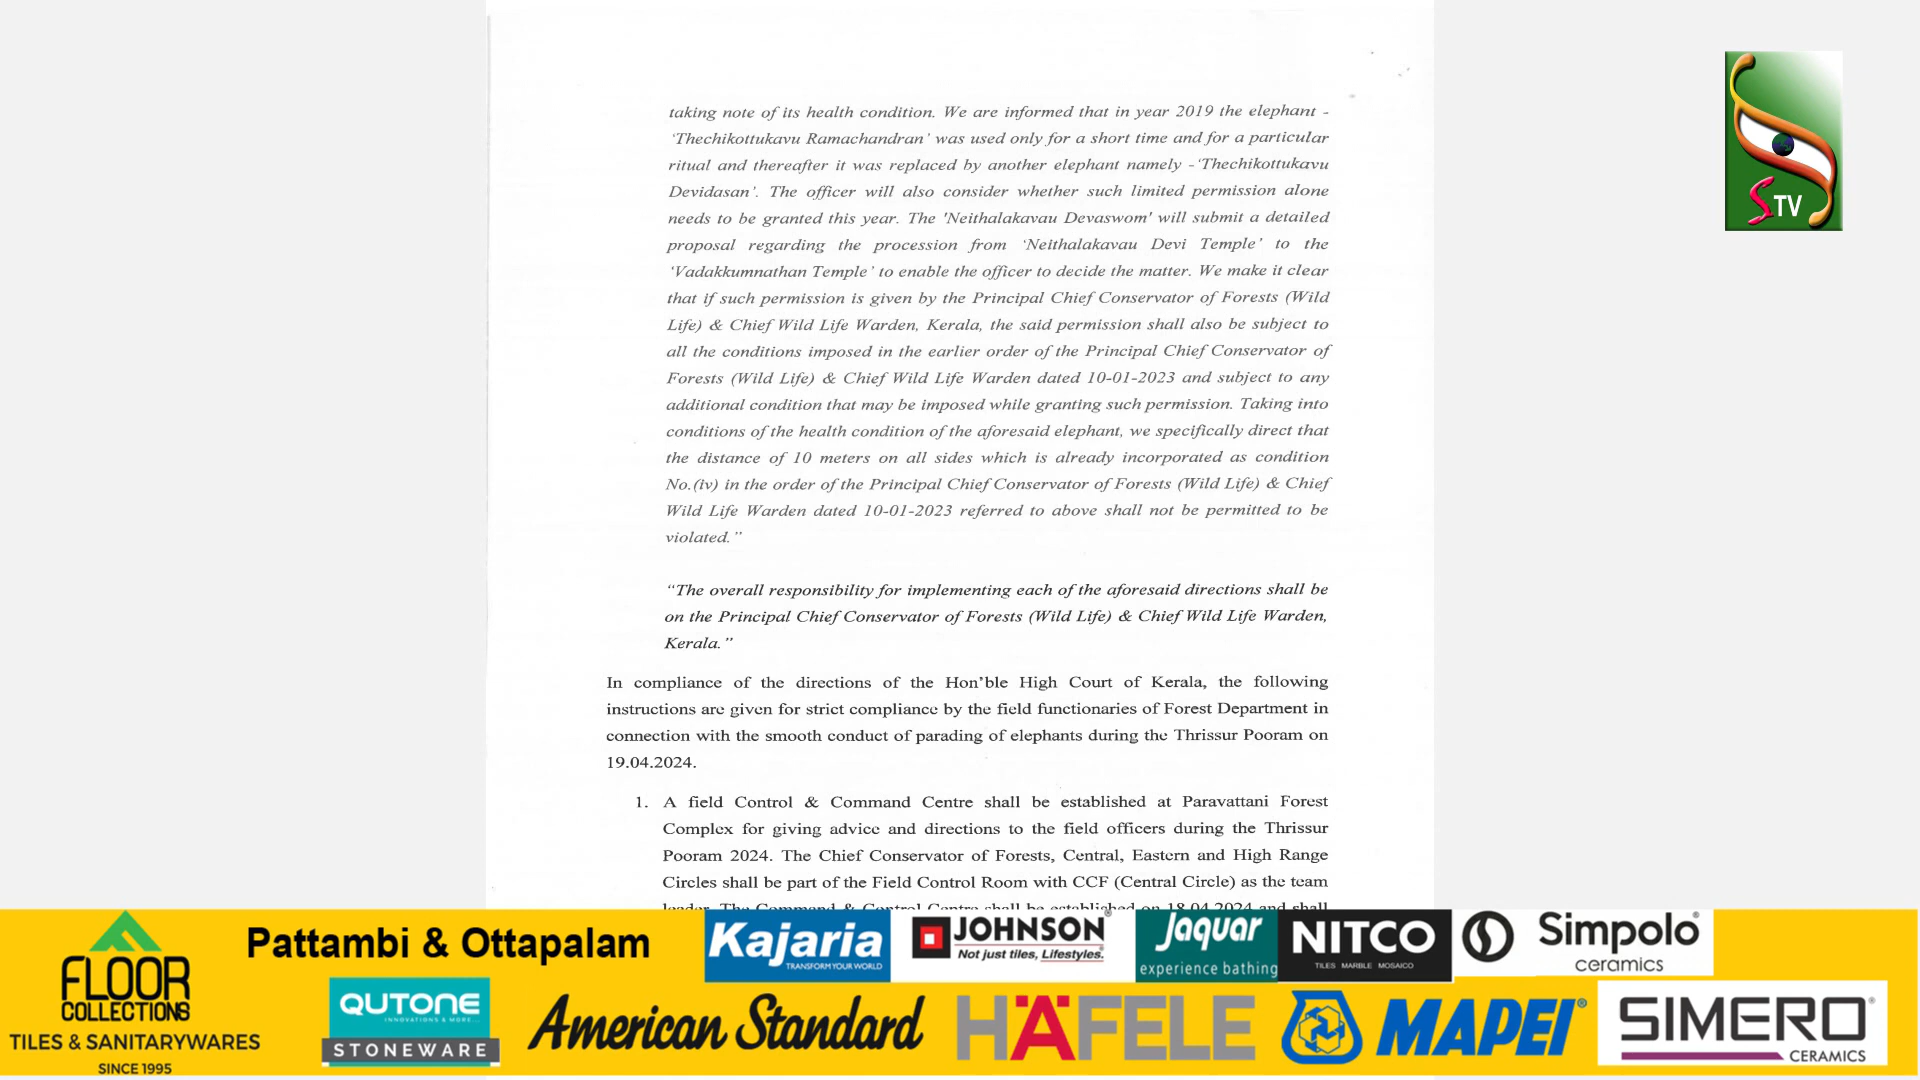 taking note of its health condition. We are informed that in year 2019 the elephant -
‘Thechikottukavu Ramachandran’ was used only for a short time and for a particular
ritual and thereafter it was replaced by another elephant namely -‘Thechikottukavu
Devidasan’. The officer will also consider whether such limited permission alone
needs to be granted this year. The 'Neithalakavau Devaswom' will submit a detailed
proposal regarding the procession from ‘Neithalakavau Devi Temple’ to the
‘Vadakkumnathan Temple’ to enable the officer to decide the matter. We make it clear
that if such permission is given by the Principal Chief Conservator of Forests (Wild
Life) & Chief Wild Life Warden, Kerala, the said permission shall also be subject to
all the conditions imposed in the earlier order of the Principal Chief Conservator of
Forests (Wild Life) & Chief Wild Life Warden dated 10-01-2023 and subject to any
additional condition that may be imposed while granting such permission. Taking into
conditions of the health condition of the aforesaid elephant, we specifically direct that
the distance of 10 meters on all sides which is already incorporated as condition
No.(iv) in the order of the Principal Chief Conservator of Forests (Wild Life) & Chief
Wild Life Warden dated 10-01-2023 referred to above shall not be permitted to be
violated.”
“The overall responsibility for implementing each of the aforesaid directions shall be
on the Principal Chief Conservator of Forests (Wild Life) & Chief Wild Life Warden,
Kerala.”
In compliance of the directions of the Hon’ble High Court of Kerala, the following
instructions are given for strict compliance by the field functionaries of Forest Department in
connection with the smooth conduct of parading of elephants during the Thrissur Pooram on
19.04.2024.
1. A field Control & Command Centre shall be established at Paravattani Forest
Complex for giving advice and directions to the field officers during the Thrissur
Pooram 2024. The Chief Conservator of Forests, Central, Eastern and High Range
Circles shall be part of the Field Control Room with CCF (Central Circle) as the team
leader. The Command & Control Centre shall be established on 18.04.2024 and shall
STV
FLOOR
COLLECTIONS
TILES & SANITARYWARES
SINCE 1995
Pattambi & Ottapalam
Kajaria
TRANSFORM YOUR WORLD
JOHNSON®
Not just tiles, Lifestyles.
Jaquar
experience bathing
NITCO
TILES MARBLE MOSAICO
Simpolo®
ceramics
QUTONE
INNOVATIONS & MORE...
STONEWARE
American Standard
HÄFELE
MAPEI®
SIMERO®
CERAMICS